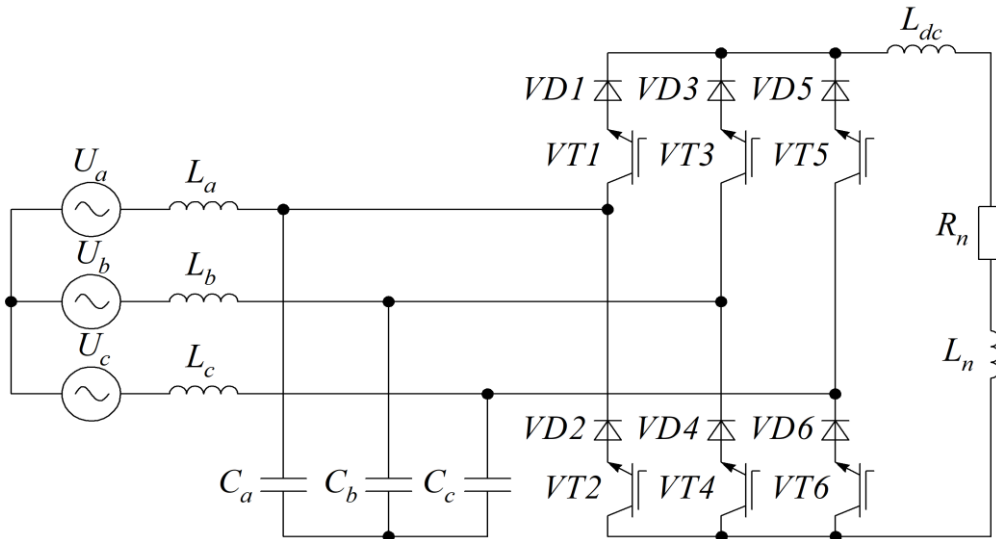 L_dc
VD1 VD3 VD5
VT1 VT3 VT5
U_a L_a
R_n
U_b L_b
U_c L_c
L_n
VD2 VD4 VD6
C_a C_b C_c VT2 VT4 VT6